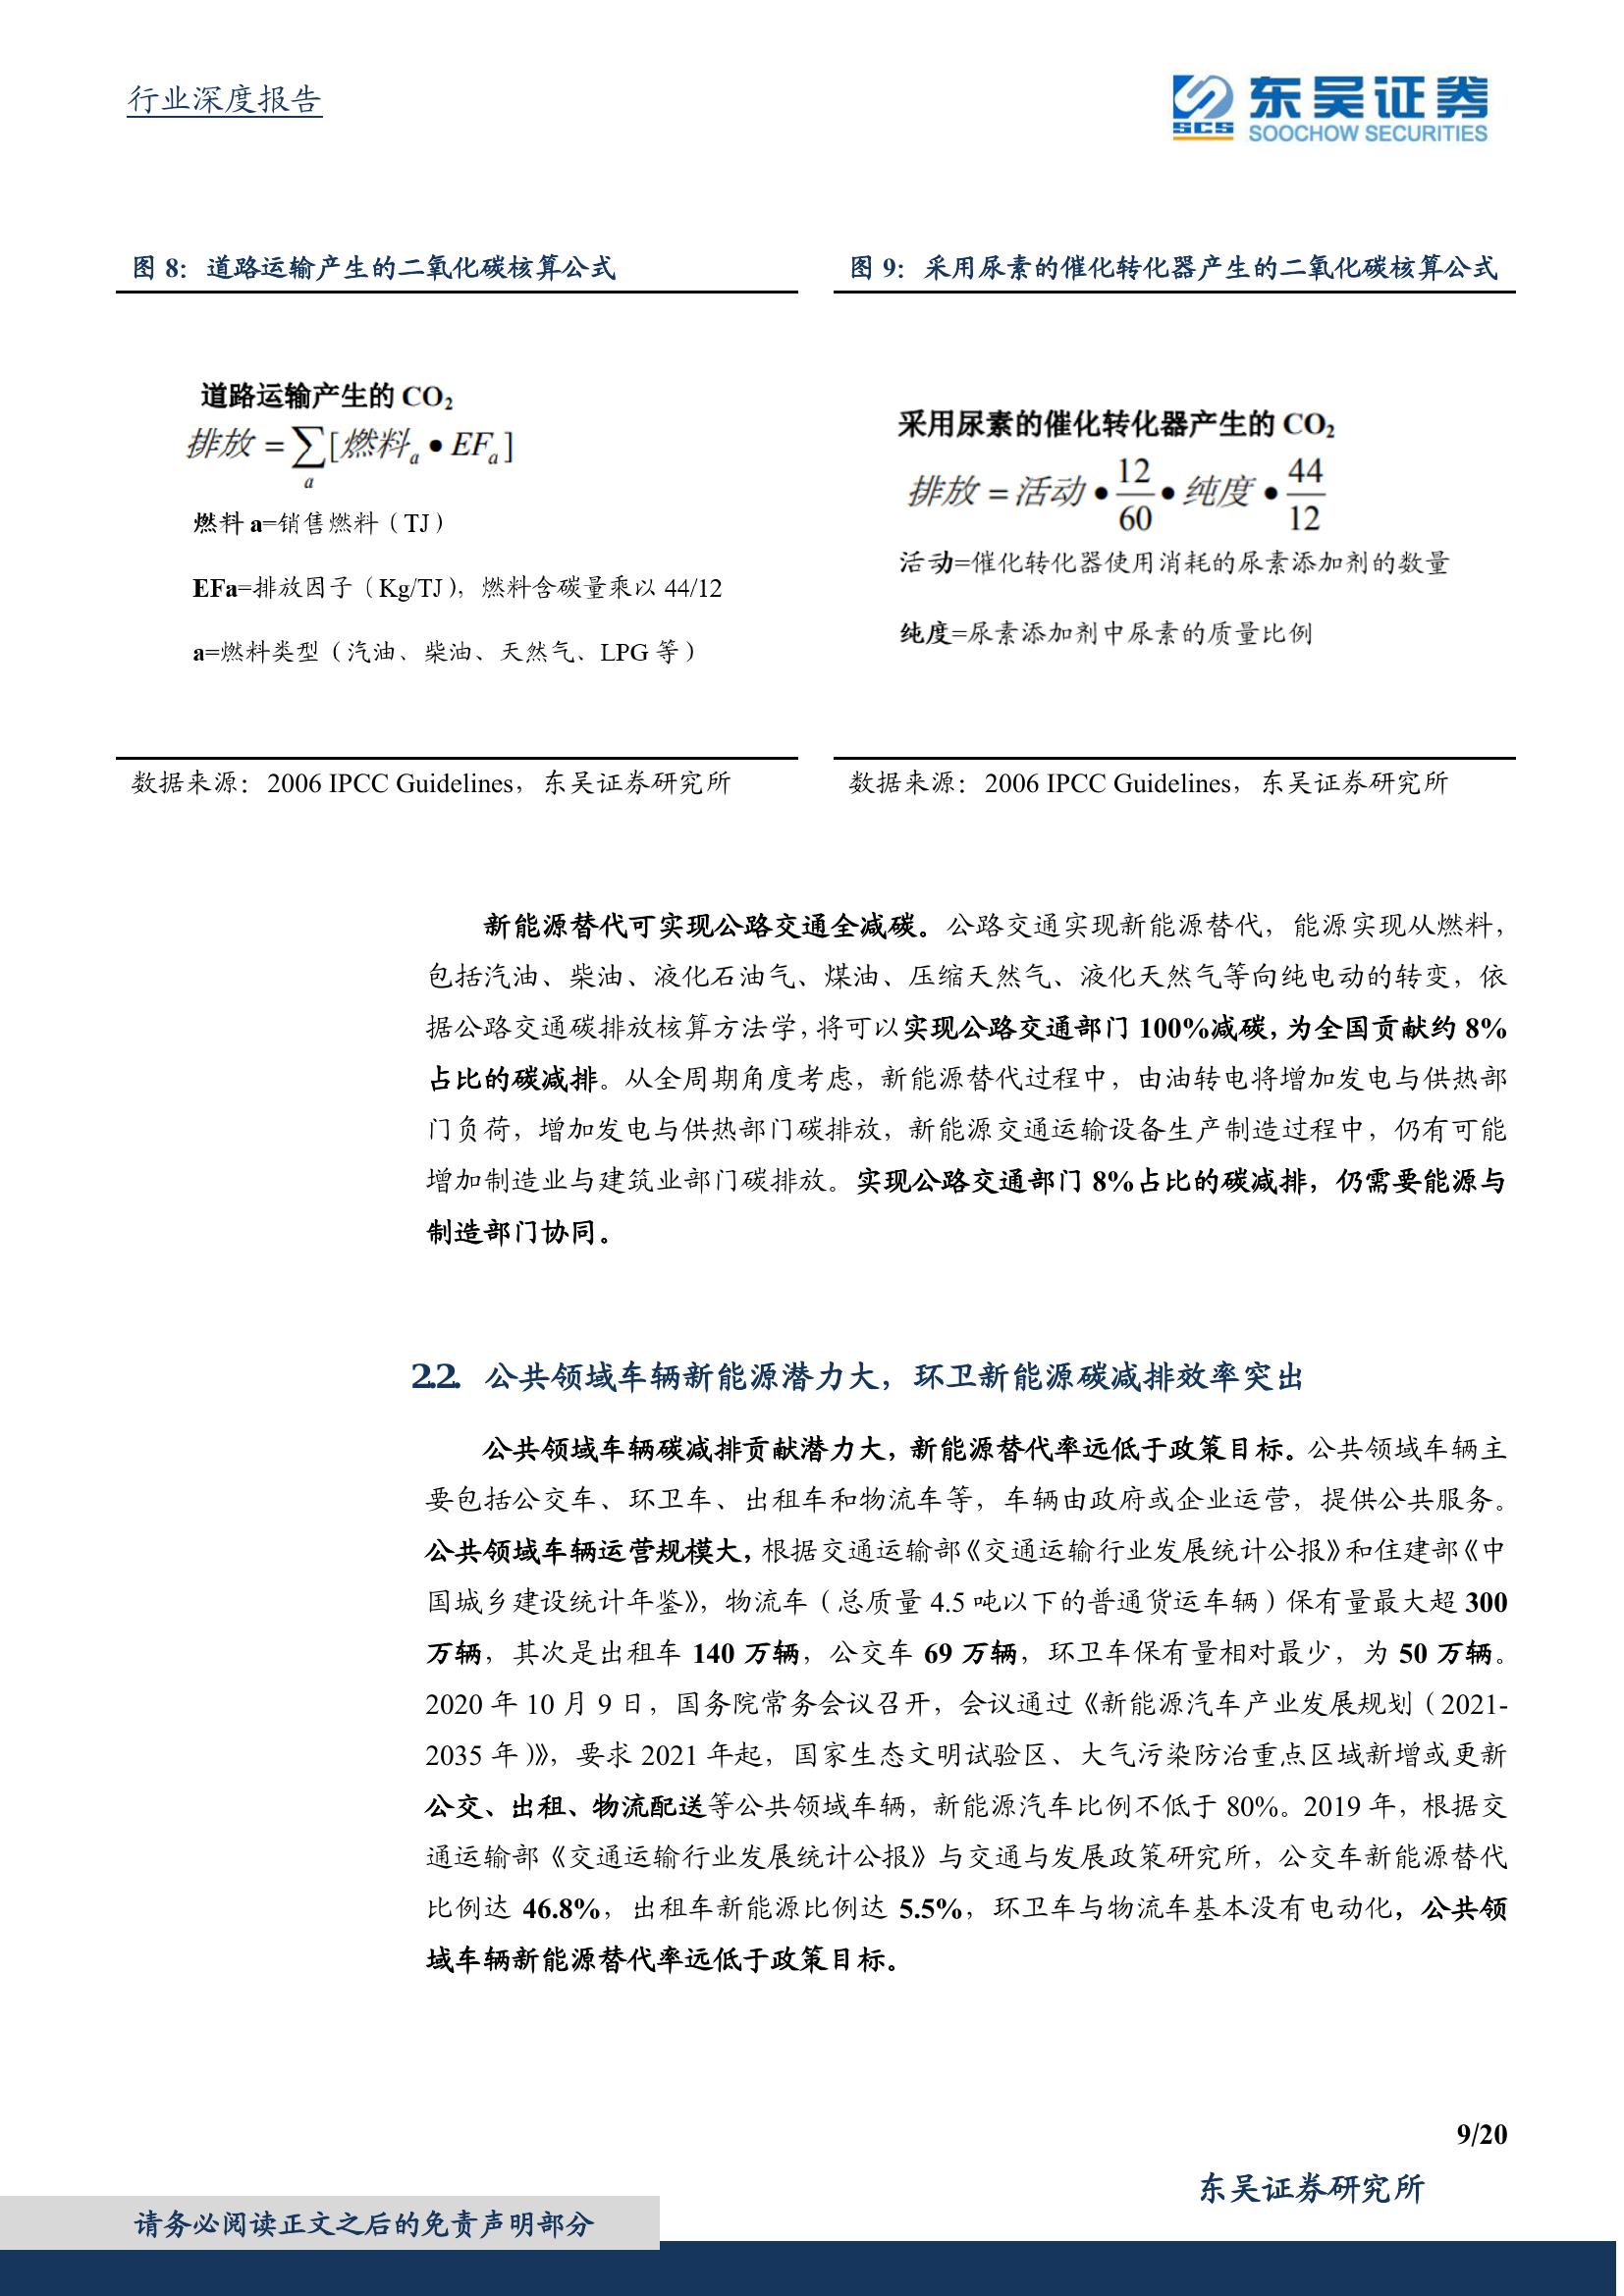 行业深度报告
东吴证券
SCS
SOOCHOW SECURITIES
图 8：道路运输产生的二氧化碳核算公式
道路运输产生的 CO₂
排放 =∑[燃料a • EFa]
a
燃料 a=销售燃料（TJ）
EFa=排放因子（Kg/TJ），燃料含碳量乘以 44/12
a=燃料类型（汽油、柴油、天然气、LPG 等）
数据来源：2006 IPCC Guidelines，东吴证券研究所
图 9：采用尿素的催化转化器产生的二氧化碳核算公式
采用尿素的催化转化器产生的 CO₂
排放 = 活动 • 12/60 • 纯度 • 44/12
活动=催化转化器使用消耗的尿素添加剂的数量
纯度=尿素添加剂中尿素的质量比例
数据来源：2006 IPCC Guidelines，东吴证券研究所
新能源替代可实现公路交通全减碳。公路交通实现新能源替代，能源实现从燃料，
包括汽油、柴油、液化石油气、煤油、压缩天然气、液化天然气等向纯电动的转变，依
据公路交通碳排放核算方法学，将可以实现公路交通部门 100%减碳，为全国贡献约 8%
占比的碳减排。从全周期角度考虑，新能源替代过程中，由油转电将增加发电与供热部
门负荷，增加发电与供热部门碳排放，新能源交通运输设备生产制造过程中，仍有可能
增加制造业与建筑业部门碳排放。实现公路交通部门 8%占比的碳减排，仍需要能源与
制造部门协同。
2.2. 公共领域车辆新能源潜力大，环卫新能源碳减排效率突出
公共领域车辆碳减排贡献潜力大，新能源替代率远低于政策目标。公共领域车辆主
要包括公交车、环卫车、出租车和物流车等，车辆由政府或企业运营，提供公共服务。
公共领域车辆运营规模大，根据交通运输部《交通运输行业发展统计公报》和住建部《中
国城乡建设统计年鉴》，物流车（总质量 4.5 吨以下的普通货运车辆）保有量最大超 300
万辆，其次是出租车 140 万辆，公交车 69 万辆，环卫车保有量相对最少，为 50 万辆。
2020 年 10 月 9 日，国务院常务会议召开，会议通过《新能源汽车产业发展规划（2021-
2035 年）》，要求 2021 年起，国家生态文明试验区、大气污染防治重点区域新增或更新
公交、出租、物流配送等公共领域车辆，新能源汽车比例不低于 80%。2019 年，根据交
通运输部《交通运输行业发展统计公报》与交通与发展政策研究所，公交车新能源替代
比例达 46.8%，出租车新能源比例达 5.5%，环卫车与物流车基本没有电动化，公共领
域车辆新能源替代率远低于政策目标。
9/20
东吴证券研究所
请务必阅读正文之后的免责声明部分